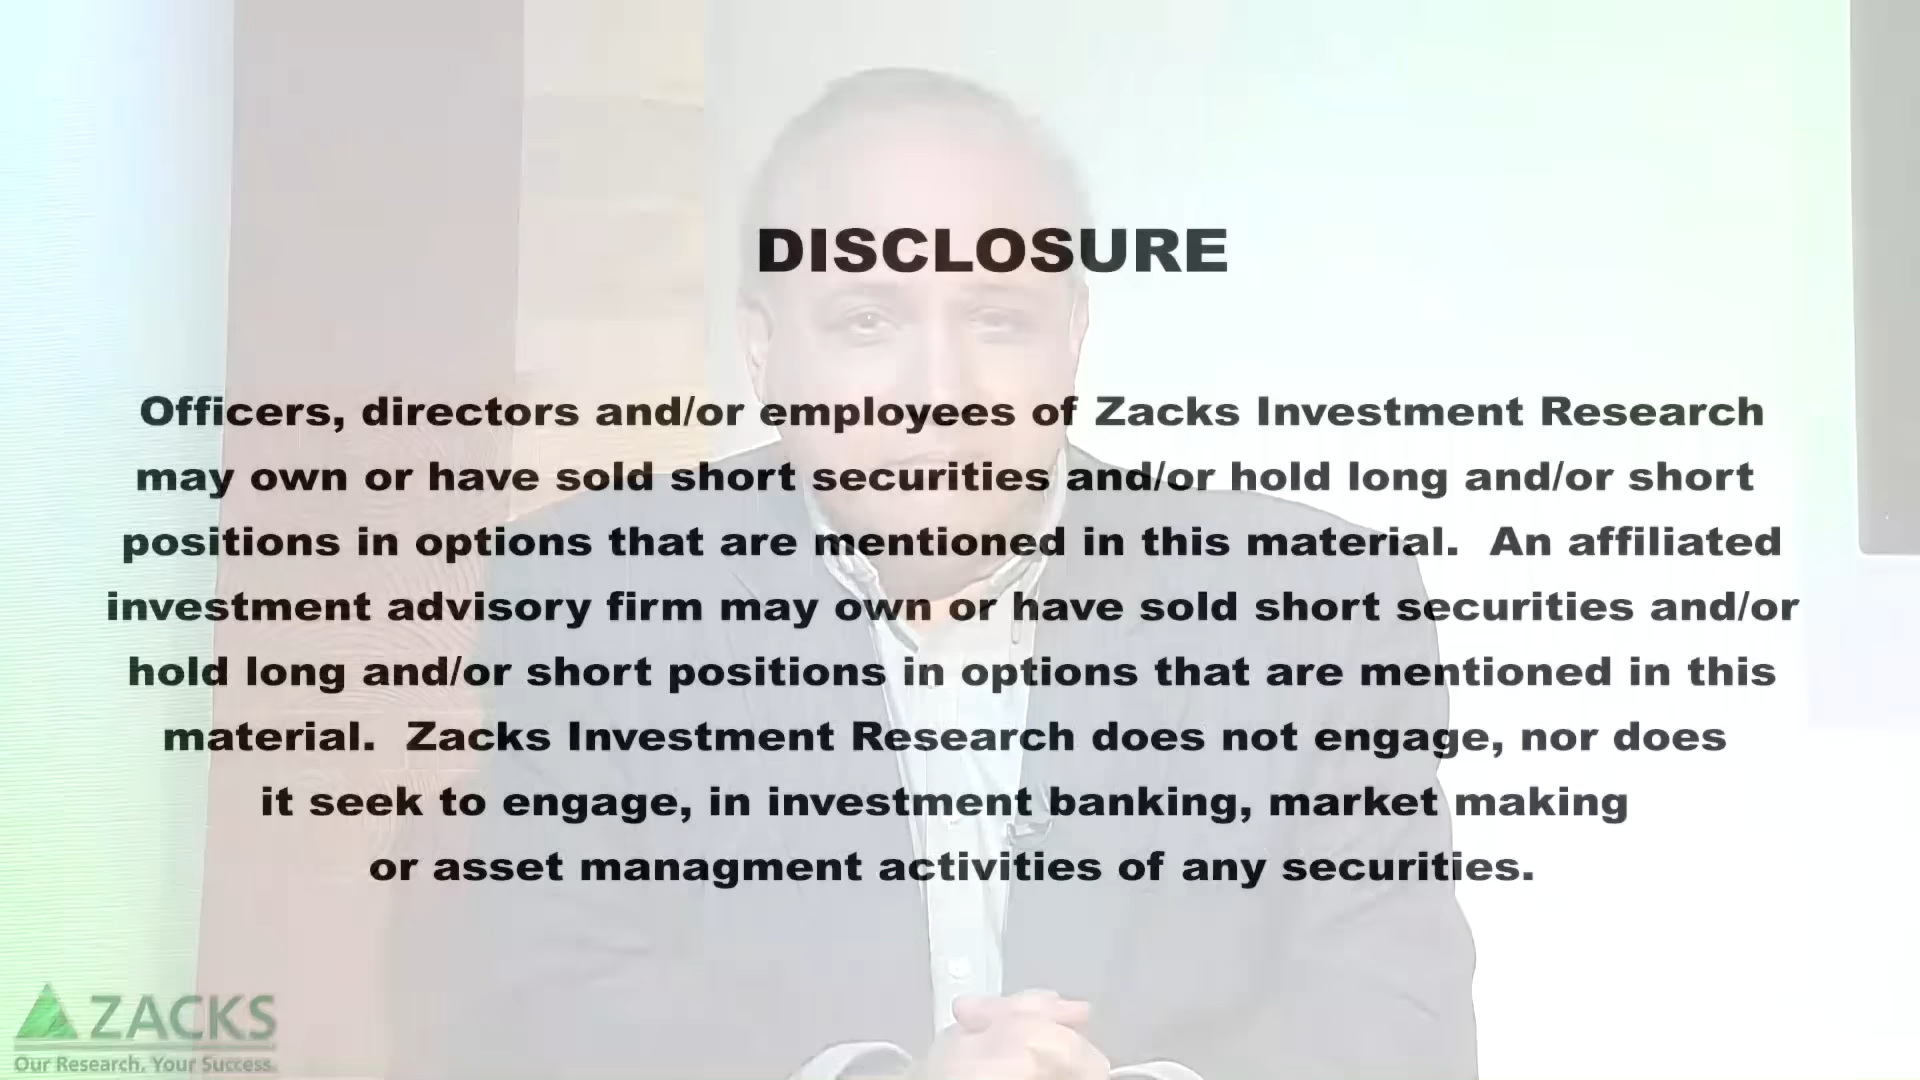 DISCLOSURE
Officers, directors and/or employees of Zacks Investment Research
may own or have sold short securities and/or hold long and/or short
positions in options that are mentioned in this material.  An affiliated
investment advisory firm may own or have sold short securities and/or
hold long and/or short positions in options that are mentioned in this
material.  Zacks Investment Research does not engage, nor does
it seek to engage, in investment banking, market making
or asset managment activities of any securities.
ZACKS
Our Research. Your Success.